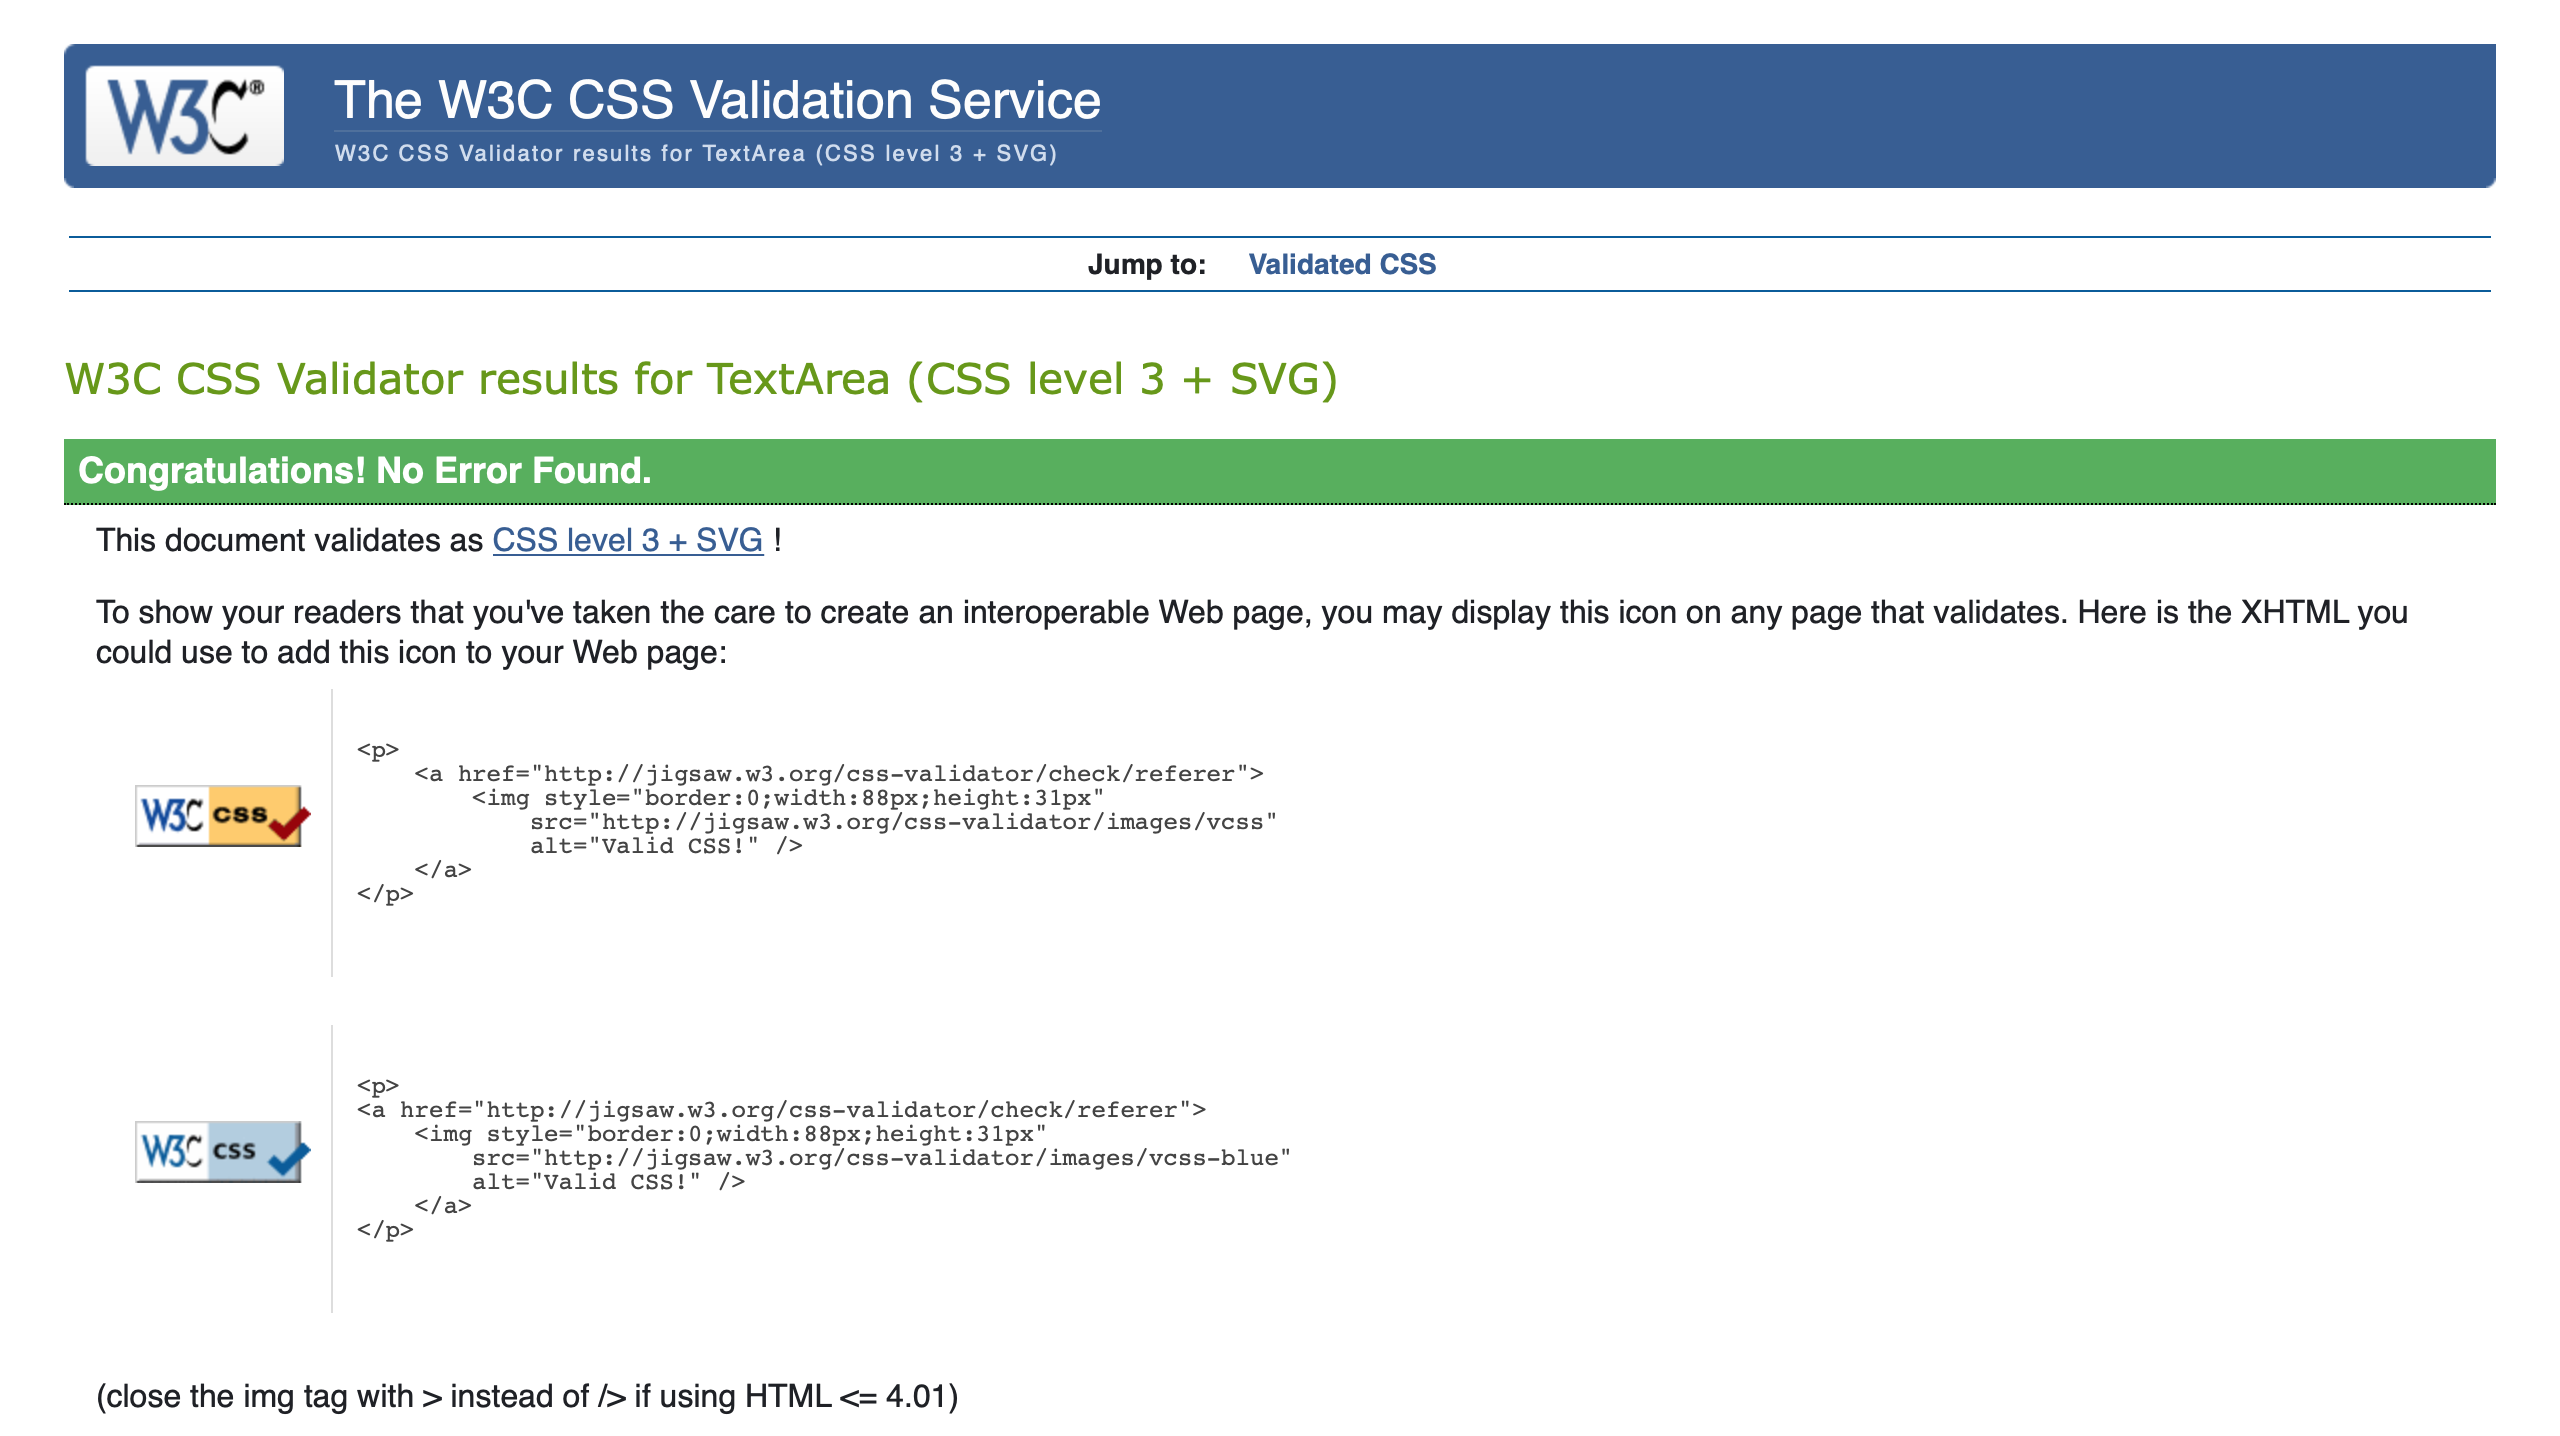 W3C®
The W3C CSS Validation Service
W3C CSS Validator results for TextArea (CSS level 3 + SVG)
Jump to: Validated CSS
W3C CSS Validator results for TextArea (CSS level 3 + SVG)
Congratulations! No Error Found.
This document validates as CSS level 3 + SVG !
To show your readers that you've taken the care to create an interoperable Web page, you may display this icon on any page that validates. Here is the XHTML you
could use to add this icon to your Web page:
W3C css
<p>
    <a href="http://jigsaw.w3.org/css-validator/check/referer">
        <img style="border:0;width:88px;height:31px"
            src="http://jigsaw.w3.org/css-validator/images/vcss"
            alt="Valid CSS!" />
    </a>
</p>
W3C css
<p>
<a href="http://jigsaw.w3.org/css-validator/check/referer">
    <img style="border:0;width:88px;height:31px"
        src="http://jigsaw.w3.org/css-validator/images/vcss-blue"
        alt="Valid CSS!" />
    </a>
</p>
(close the img tag with > instead of /> if using HTML <= 4.01)